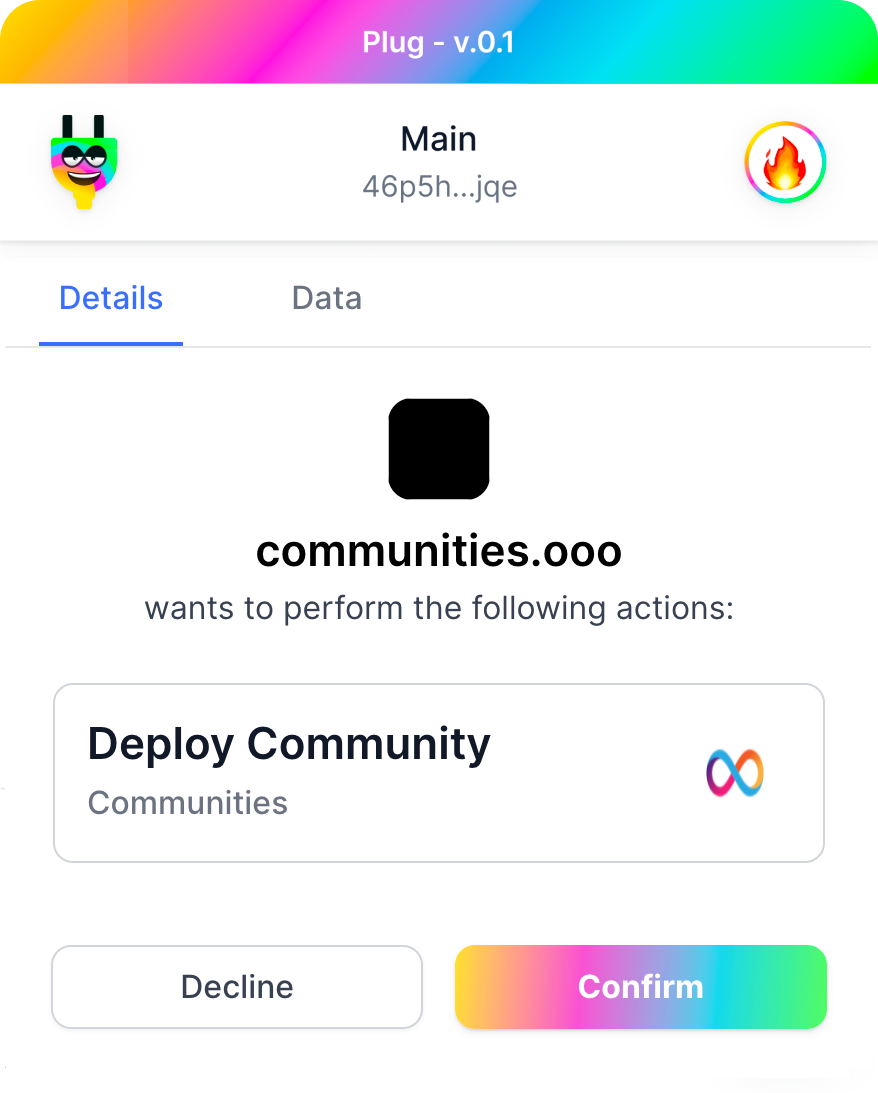 Plug - v.0.1
Main
46p5h...jqe
Details
Data
communities.ooo
wants to perform the following actions:
Deploy Community
Communities
Decline
Confirm